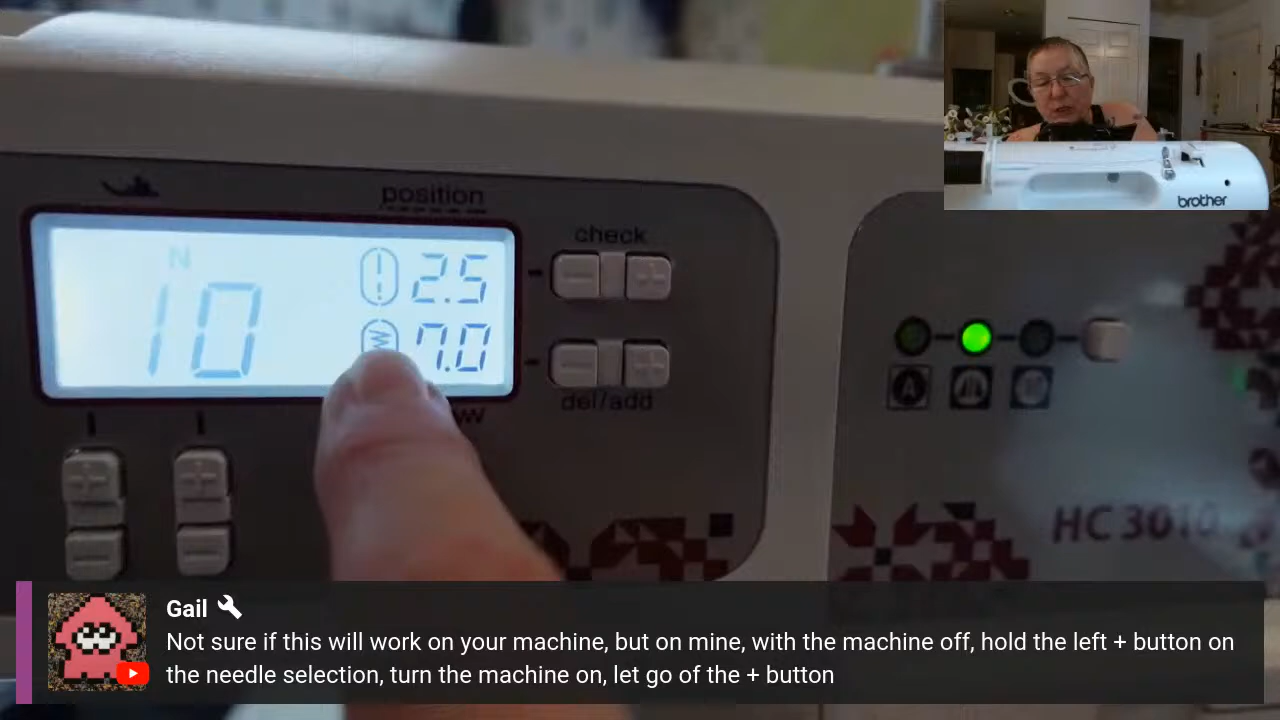 brother
position
check
N
10
2.5
7.0
del/add
A
HC 3010
Gail
Not sure if this will work on your machine, but on mine, with the machine off, hold the left + button on
the needle selection, turn the machine on, let go of the + button